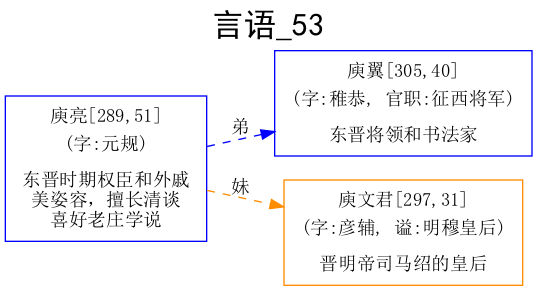 言语_53
庾亮[289,51]
(字:元规)
东晋时期权臣和外戚
美姿容，擅长清谈
喜好老庄学说
弟
妹
庾翼[305,40]
(字:稚恭, 官职:征西将军)
东晋将领和书法家
庾文君[297,31]
(字:彦辅, 谥:明穆皇后)
晋明帝司马绍的皇后